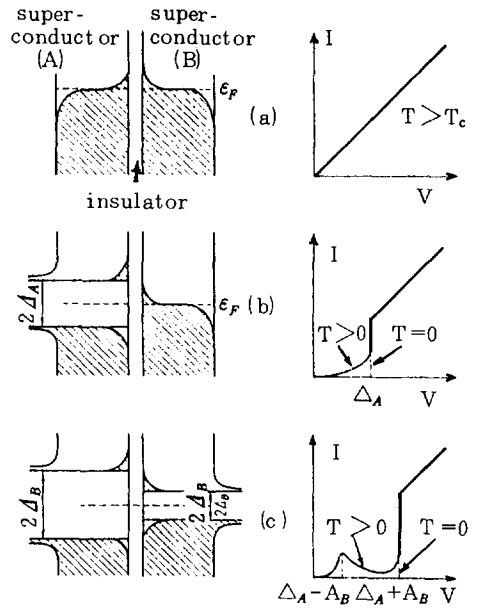 super-
conductor
(A)
super-
conductor
(B)
ε_F
(a)
insulator
I
T>T_c
V
2Δ_A
ε_F
(b)
I
T>0
T=0
Δ_A
V
2Δ_B
2Δ_B
2Δ_B
(c)
I
T>0
T=0
Δ_A-A_B
Δ_A+A_B
V